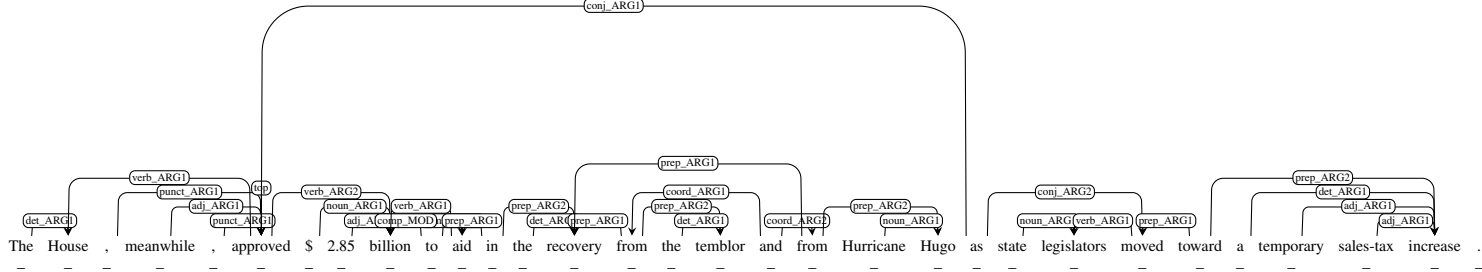 conj_ARG1
verb_ARG1 prep_ARG1 prep_ARG2
punct_ARG1 top verb_ARG2 coord_ARG1 conj_ARG2 det_ARG1
adj_ARG1 noun_ARG1 verb_ARG1 prep_ARG2 prep_ARG2 prep_ARG2 adj_ARG1
det_ARG1 punct_ARG1 comp_MOD prep_ARG1 prep_ARG1 det_ARG1 coord_ARG2 noun_ARG1 verb_ARG1 prep_ARG1 adj_ARG1
The House , meanwhile , approved $ 2.85 billion to aid in the recovery from the temblor and from Hurricane Hugo as state legislators moved toward a temporary sales-tax increase .
_ _ _ _ _ _ _ _ _ _ _ _ _ _ _ _ _ _ _ _ _ _ _ _ _ _ _ _ _ _ _